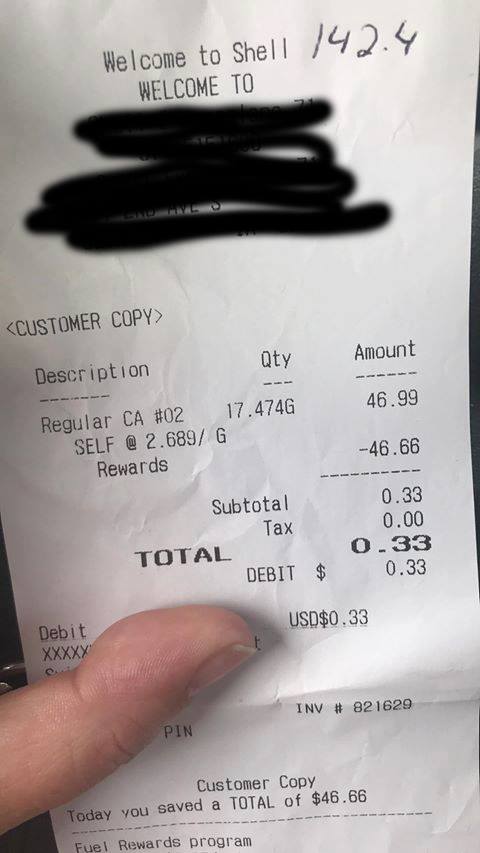 Welcome to Shell 142.4
WELCOME TO
<CUSTOMER COPY>
Description Qty Amount
Regular CA #02 17.474G 46.99
SELF @ 2.689/ G
Rewards -46.66
Subtotal 0.33
Tax 0.00
TOTAL 0.33
DEBIT $ 0.33
Debit USD$0.33
XXXXX
INV # 821629
PIN
Customer Copy
Today you saved a TOTAL of $46.66
Fuel Rewards program